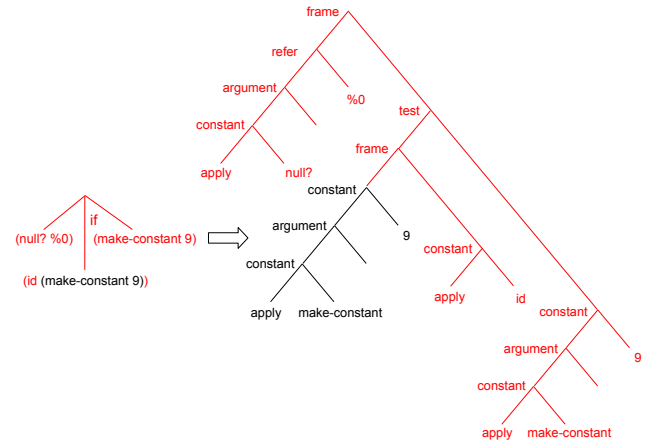 frame
refer
argument
%0
test
constant
frame
apply
null?
constant
if
argument
(null? %0)
(make-constant 9)
9
constant
constant
(id (make-constant 9))
apply
id
apply
make-constant
constant
argument
9
constant
apply
make-constant